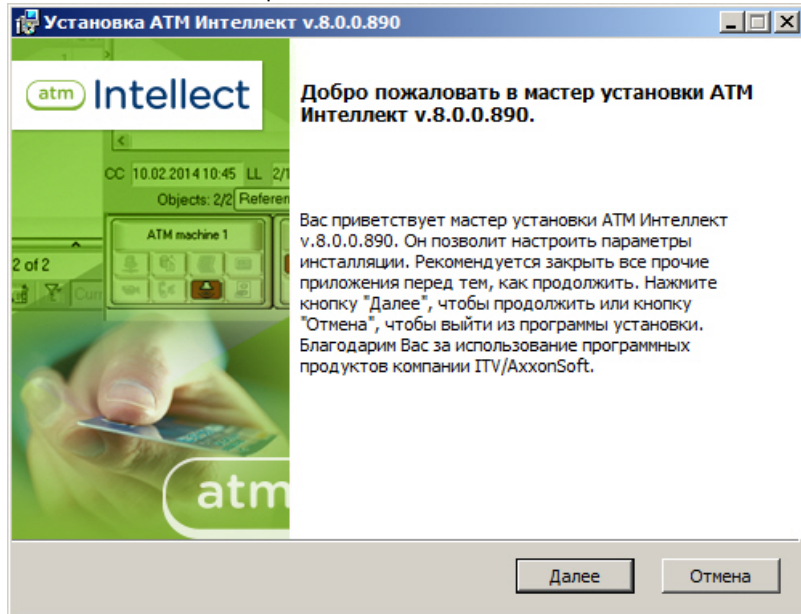 Установка АТМ Интеллект v.8.0.0.890
atm Intellect
CC 10.02.2014 10:45 LL 2/1
Objects: 2/2 Referen
ATM machine 1
2 of 2
Curr
atm
Добро пожаловать в мастер установки АТМ
Интеллект v.8.0.0.890.
Вас приветствует мастер установки АТМ Интеллект
v.8.0.0.890. Он позволит настроить параметры
инсталляции. Рекомендуется закрыть все прочие
приложения перед тем, как продолжить. Нажмите
кнопку "Далее", чтобы продолжить или кнопку
"Отмена", чтобы выйти из программы установки.
Благодарим Вас за использование программных
продуктов компании ITV/AxxonSoft.
Далее
Отмена